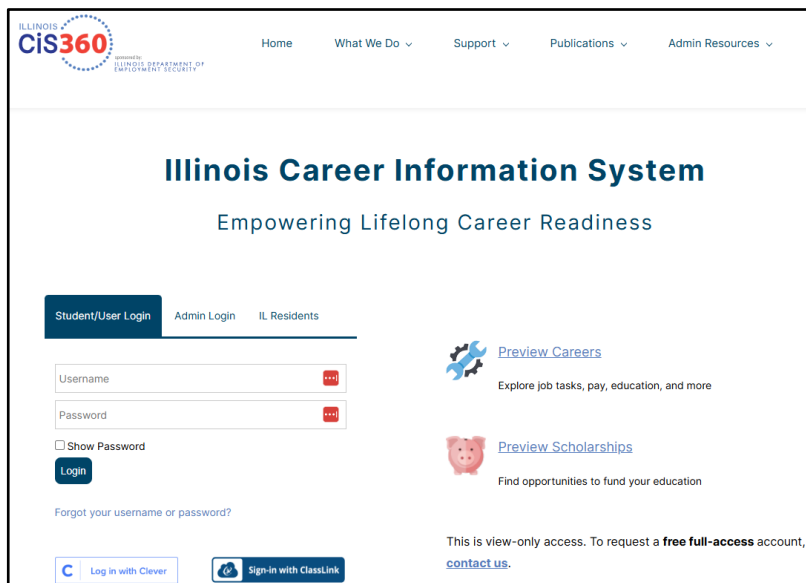 ILLINOIS
CiS360
sponsored by:
ILLINOIS DEPARTMENT OF
EMPLOYMENT SECURITY
Home What We Do Support Publications Admin Resources
Illinois Career Information System
Empowering Lifelong Career Readiness
Student/User Login Admin Login IL Residents
Username
Password
Show Password
Login
Forgot your username or password?
C Log in with Clever
Sign-in with ClassLink
Preview Careers
Explore job tasks, pay, education, and more
Preview Scholarships
Find opportunities to fund your education
This is view-only access. To request a free full-access account,
contact us.